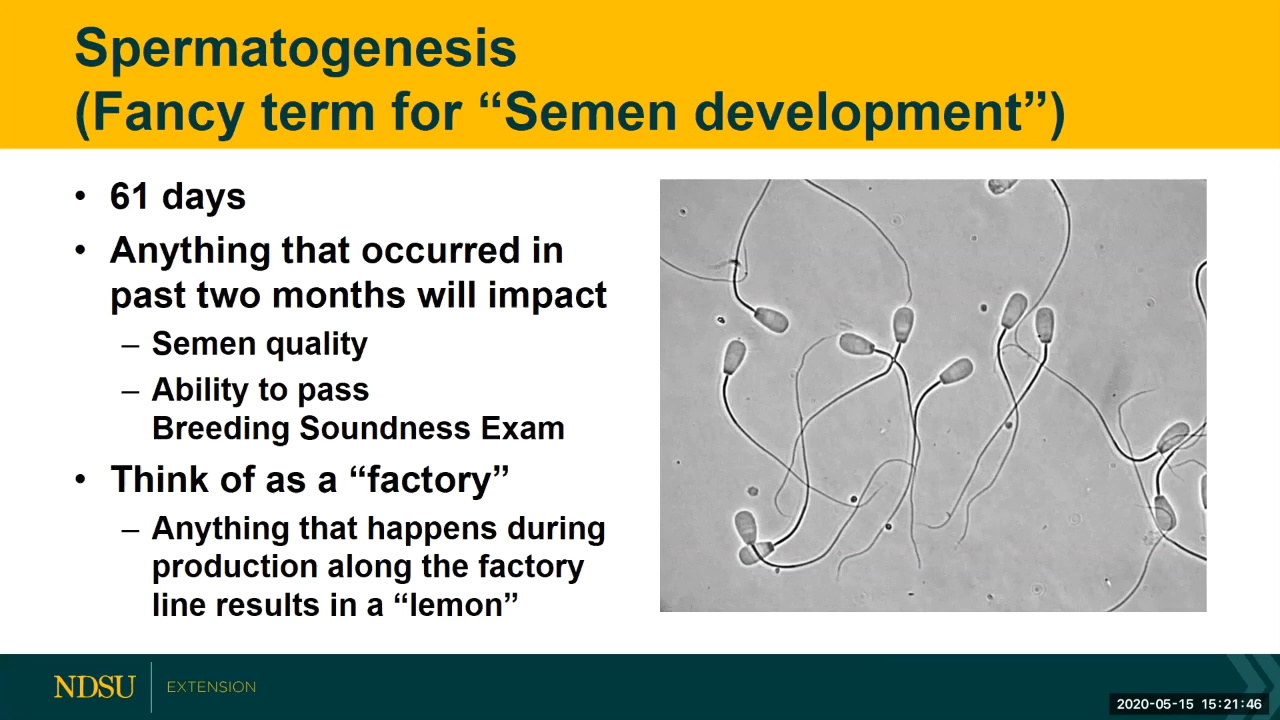 Spermatogenesis
(Fancy term for “Semen development”)
• 61 days
• Anything that occurred in
past two months will impact
– Semen quality
– Ability to pass
Breeding Soundness Exam
• Think of as a “factory”
– Anything that happens during
production along the factory
line results in a “lemon”
NDSU EXTENSION
2020-05-15 15:21:46